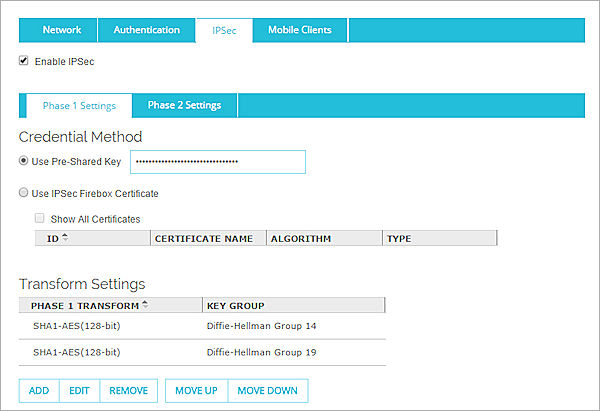 Network Authentication IPSec Mobile Clients
Enable IPSec
Phase 1 Settings Phase 2 Settings
Credential Method
Use Pre-Shared Key ••••••••••••••••••••••••••••••••
Use IPSec Firebox Certificate
Show All Certificates
ID CERTIFICATE NAME ALGORITHM TYPE
Transform Settings
PHASE 1 TRANSFORM KEY GROUP
SHA1-AES(128-bit) Diffie-Hellman Group 14
SHA1-AES(128-bit) Diffie-Hellman Group 19
ADD EDIT REMOVE MOVE UP MOVE DOWN